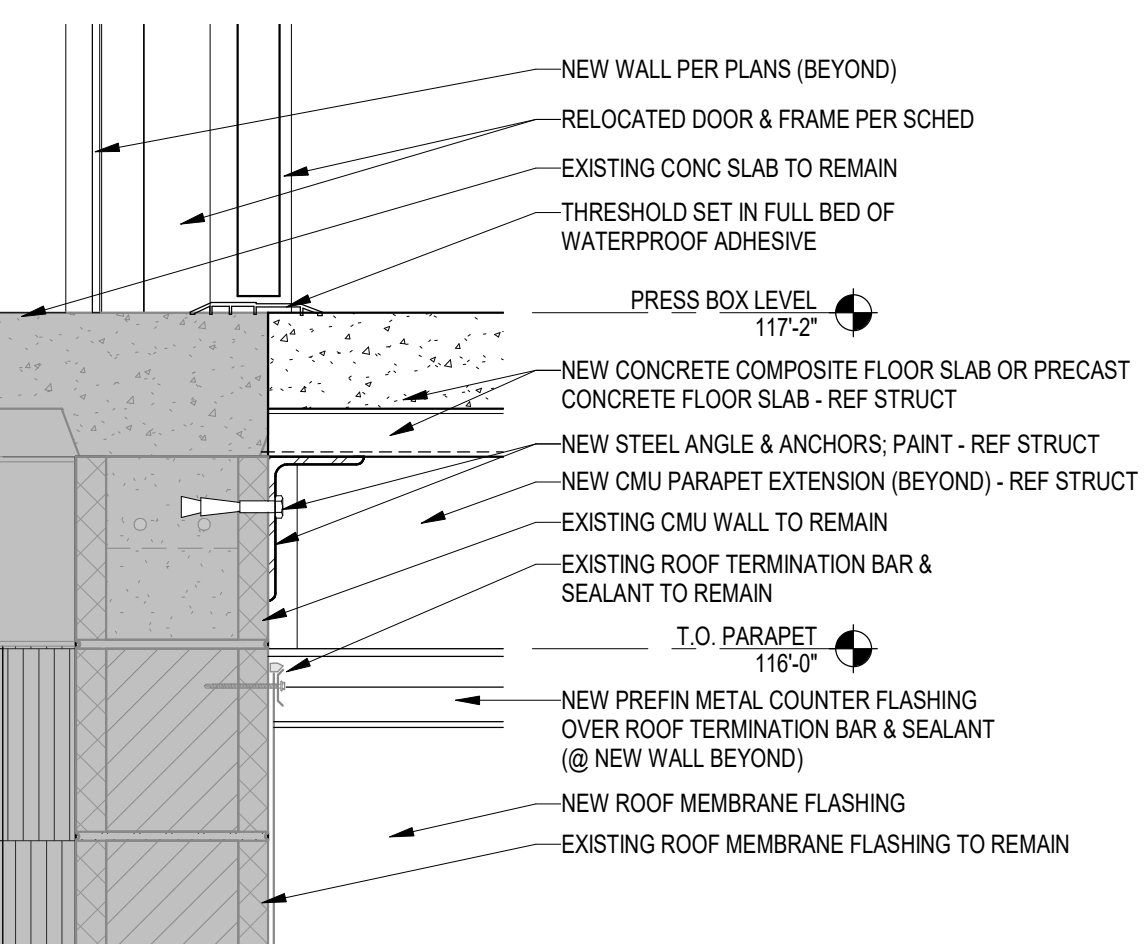 NEW WALL PER PLANS (BEYOND)
RELOCATED DOOR & FRAME PER SCHED
EXISTING CONC SLAB TO REMAIN
THRESHOLD SET IN FULL BED OF
WATERPROOF ADHESIVE
PRESS BOX LEVEL
117'-2"
NEW CONCRETE COMPOSITE FLOOR SLAB OR PRECAST
CONCRETE FLOOR SLAB - REF STRUCT
NEW STEEL ANGLE & ANCHORS; PAINT - REF STRUCT
NEW CMU PARAPET EXTENSION (BEYOND) - REF STRUCT
EXISTING CMU WALL TO REMAIN
EXISTING ROOF TERMINATION BAR &
SEALANT TO REMAIN
T.O. PARAPET
116'-0"
NEW PREFIN METAL COUNTER FLASHING
OVER ROOF TERMINATION BAR & SEALANT
(@ NEW WALL BEYOND)
NEW ROOF MEMBRANE FLASHING
EXISTING ROOF MEMBRANE FLASHING TO REMAIN